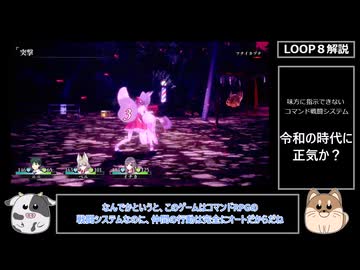 突撃
LOOP８解説
味方に指示できない
コマンド戦闘システム
令和の時代に
正気か？
なんでかというと、このゲームはコマンドRPGの
戦闘システムなのに、仲間の行動は完全にオートだからだね